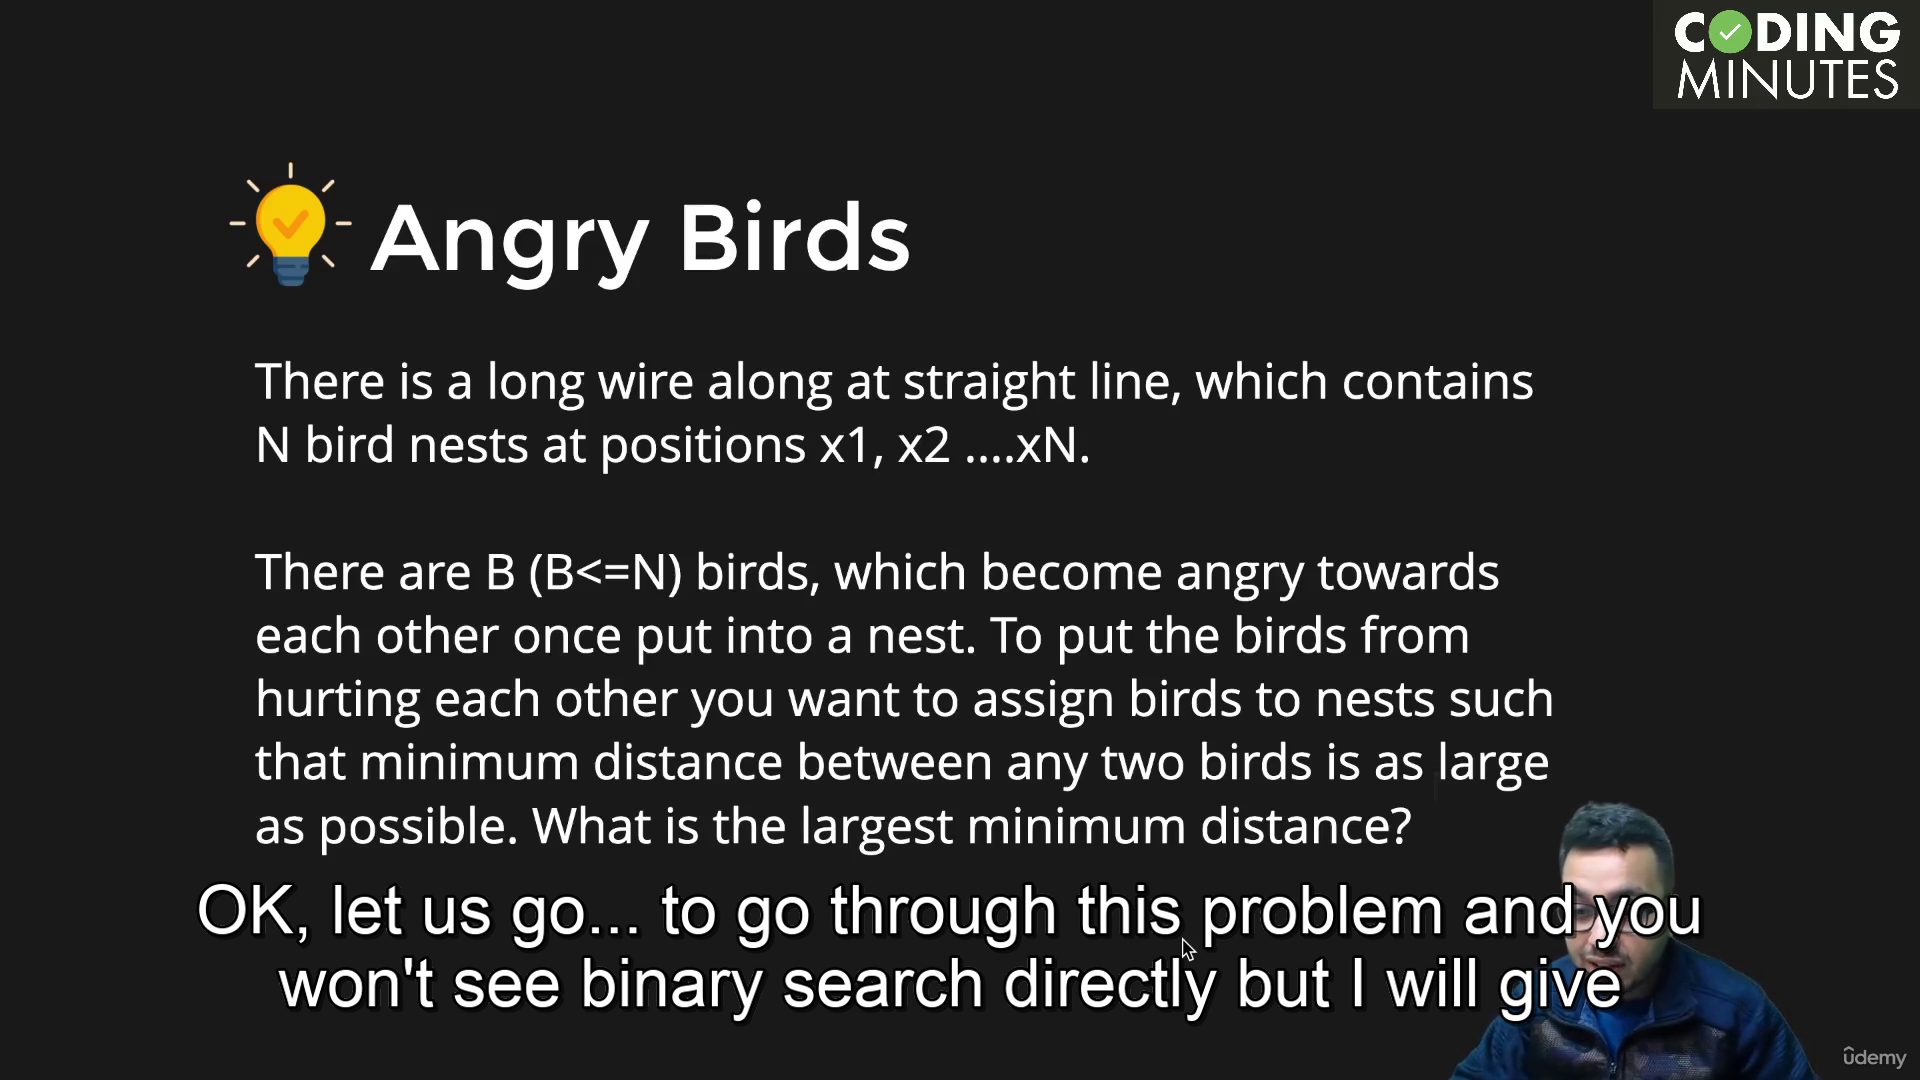 CODING
MINUTES
Angry Birds
There is a long wire along at straight line, which contains
N bird nests at positions x1, x2 ....xN.
There are B (B<=N) birds, which become angry towards
each other once put into a nest. To put the birds from
hurting each other you want to assign birds to nests such
that minimum distance between any two birds is as large
as possible. What is the largest minimum distance?
OK, let us go... to go through this problem and you
won't see binary search directly but I will give
ûdemy